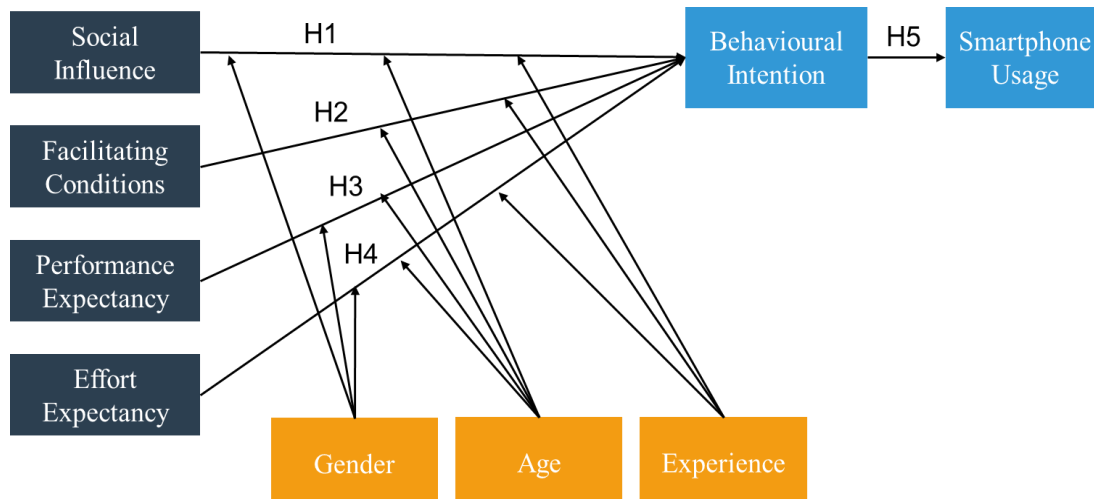 Social
Influence
H1
Behavioural
Intention
H5
Smartphone
Usage
Facilitating
Conditions
H2
Performance
Expectancy
H3
Effort
Expectancy
H4
Gender
Age
Experience